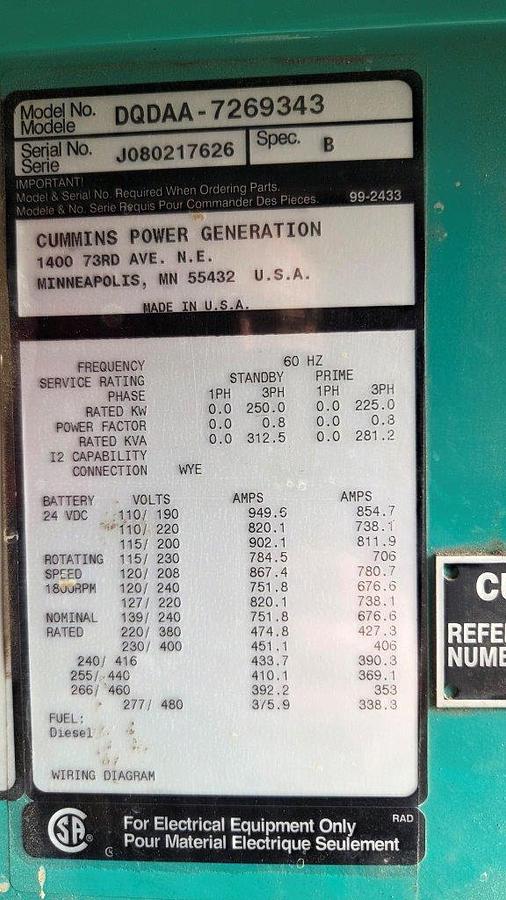 Model No. DQDAA-7269343
Modele
Serial No. J080217626 Spec. B
Serie
IMPORTANT!
Model & Serial No. Required When Ordering Parts.
Modele & No. Serie Requis Pour Commander Des Pieces. 99-2433
CUMMINS POWER GENERATION
1400 73RD AVE. N.E.
MINNEAPOLIS, MN 55432 U.S.A.
MADE IN U.S.A.
FREQUENCY 60 HZ
SERVICE RATING STANDBY PRIME
PHASE 1PH 3PH 1PH 3PH
RATED KW 0.0 250.0 0.0 225.0
POWER FACTOR 0.0 0.8 0.0 0.8
RATED KVA 0.0 312.5 0.0 281.2
I2 CAPABILITY
CONNECTION WYE
BATTERY VOLTS AMPS AMPS
24 VDC 110/ 190 949.6 854.7
110/ 220 820.1 738.1
115/ 200 902.1 811.9
ROTATING 115/ 230 784.5 706
SPEED 120/ 208 867.4 780.7
1800RPM 120/ 240 751.8 676.6
127/ 220 820.1 738.1
NOMINAL 139/ 240 751.8 676.6
RATED 220/ 380 474.8 427.3
230/ 400 451.1 406
240/ 416 433.7 390.3
255/ 440 410.1 369.1
266/ 460 392.2 353
277/ 480 375.9 338.3
FUEL:
Diesel
WIRING DIAGRAM
SA ® For Electrical Equipment Only RAD
Pour Material Electrique Seulement
CU
REFE
NUMB